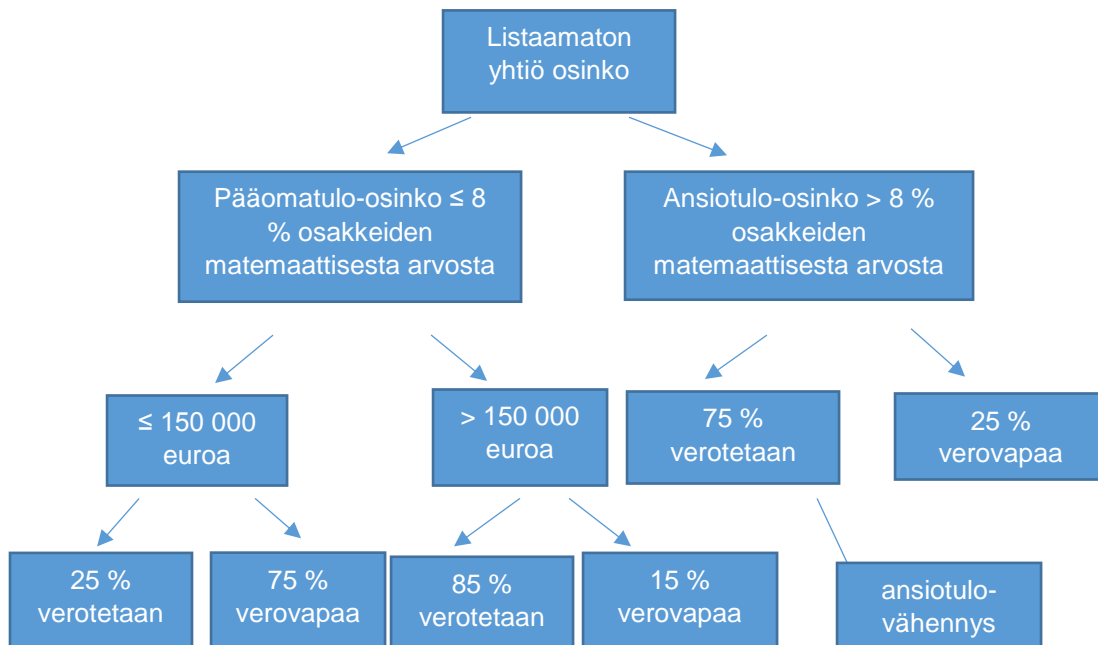 Listaamaton
yhtiö osinko
Pääomatulo-osinko ≤ 8
% osakkeiden
matemaattisesta arvosta
Ansiotulo-osinko > 8 %
osakkeiden
matemaattisesta arvosta
≤ 150 000
euroa
> 150 000
euroa
75 %
verotetaan
25 %
verovapaa
25 %
verotetaan
75 %
verovapaa
85 %
verotetaan
15 %
verovapaa
ansiotulo-
vähennys